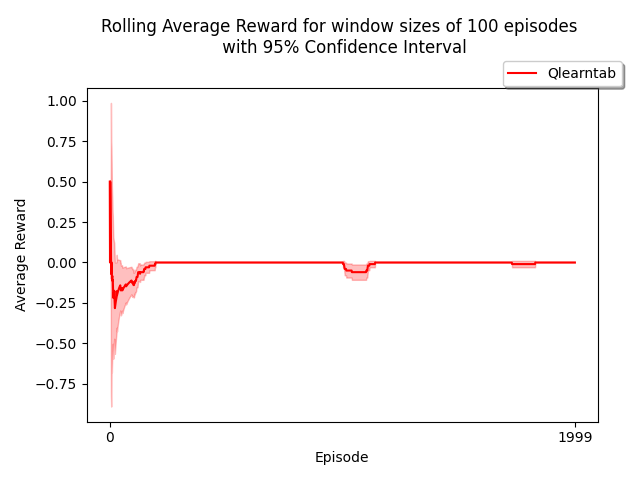 Rolling Average Reward for window sizes of 100 episodes
with 95% Confidence Interval
Qlearntab
1.00
0.75
0.50
0.25
0.00
−0.25
−0.50
−0.75
Average Reward
0
1999
Episode